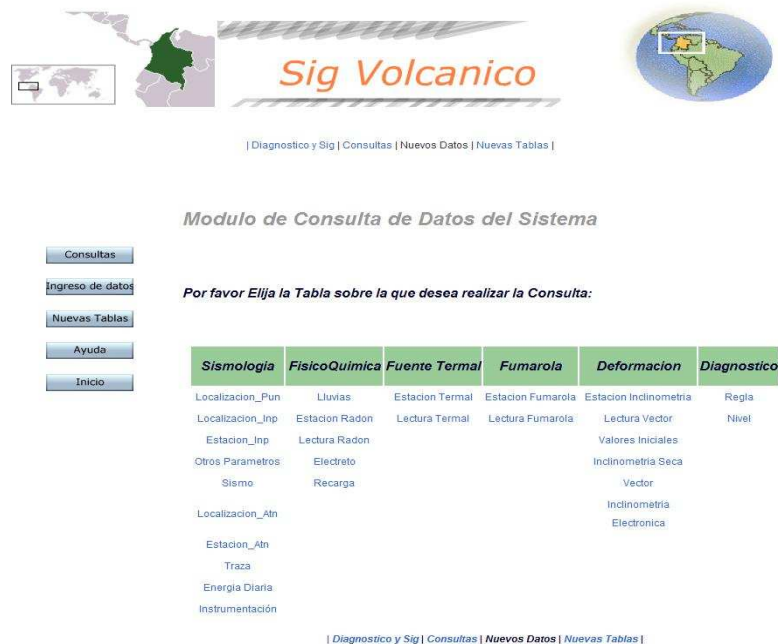 Sig Volcanico
| Diagnostico y Sig | Consultas | Nuevos Datos | Nuevas Tablas |
Modulo de Consulta de Datos del Sistema
Consultas
Ingreso de datos
Nuevas Tablas
Ayuda
Inicio
Por favor Elija la Tabla sobre la que desea realizar la Consulta:
Sismologia FisicoQuimica Fuente Termal Fumarola Deformacion Diagnostico
Localizacion_Pun Lluvias Estacion Termal Estacion Fumarola Estacion Inclinometria Regla
Localizacion_Inp Estacion Radon Lectura Termal Lectura Fumarola Lectura Vector Nivel
Estacion_Inp Lectura Radon Valores Iniciales
Otros Parametros Electreto Inclinometria Seca
Sismo Recarga Vector
Localizacion_Atn Inclinometria
Electronica
Estacion_Atn
Traza
Energia Diaria
Instrumentación
| Diagnostico y Sig | Consultas | Nuevos Datos | Nuevas Tablas |